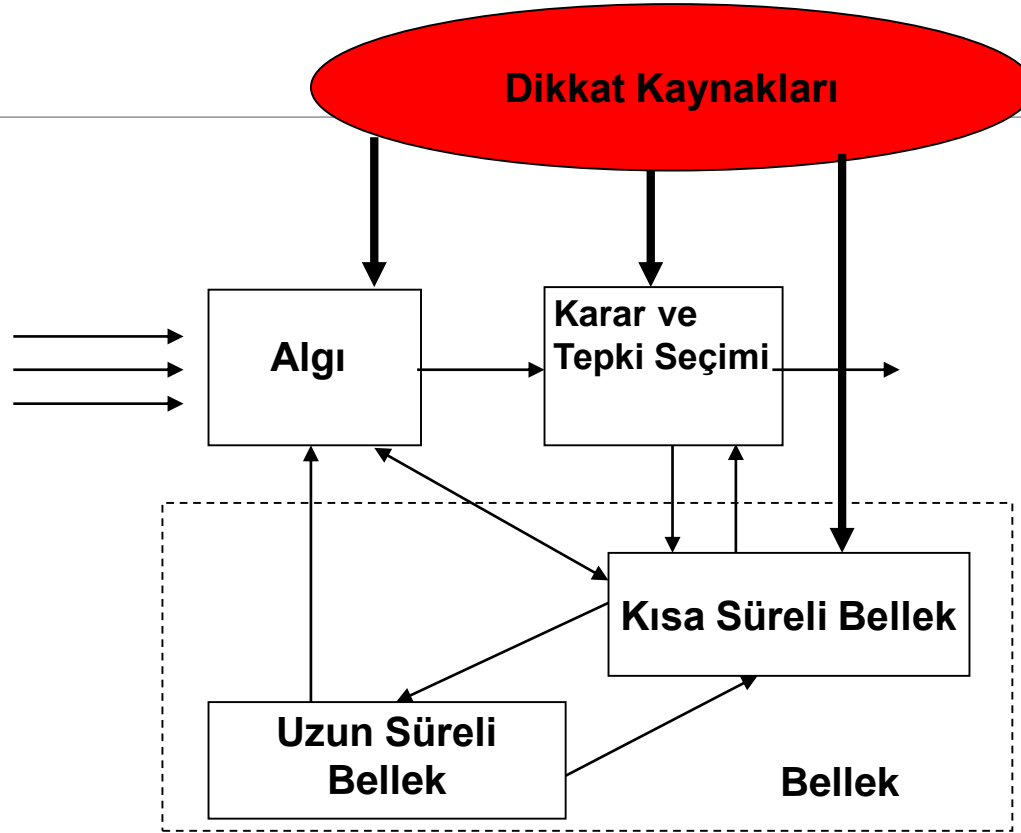 Dikkat Kaynakları
Algı
Karar ve
Tepki Seçimi
Kısa Süreli Bellek
Uzun Süreli
Bellek
Bellek